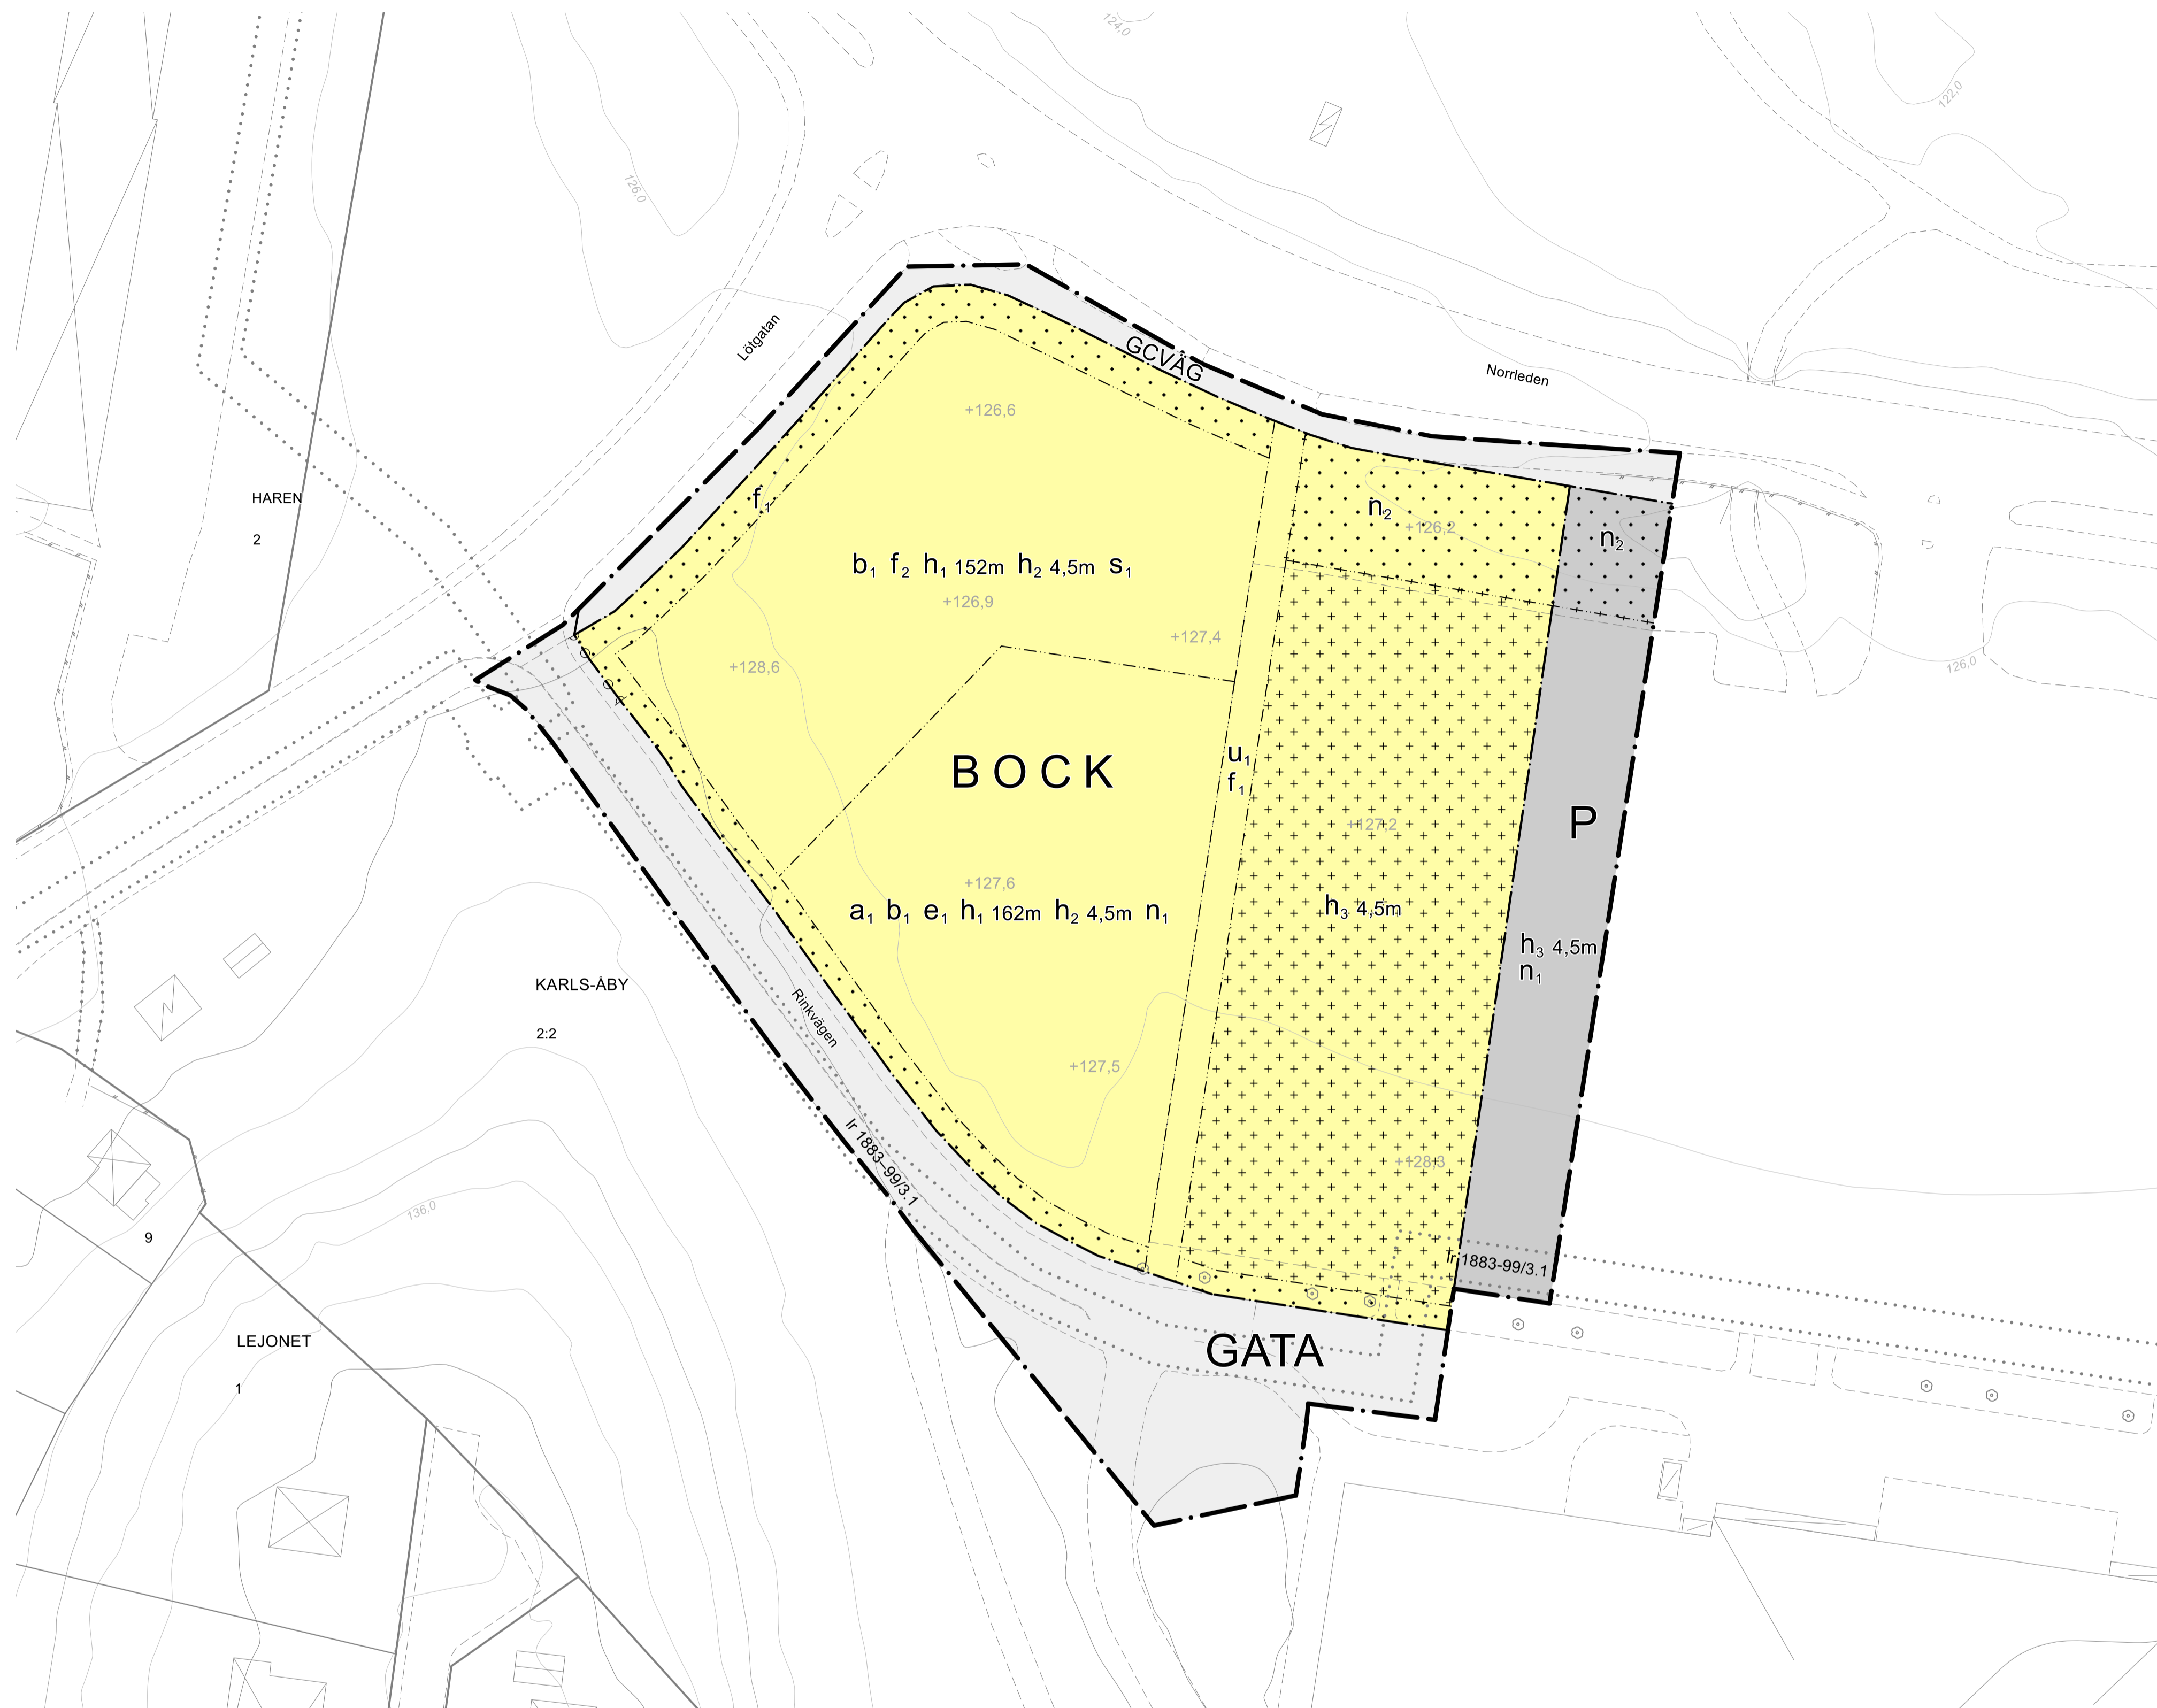 124,0
122,0
126,0
Lötgatan
GCVÄG
Norrleden
+126,6
HAREN
2
f1
n2
+126,2
n2
b1 f2 h1 152m h2 4,5m s1
+126,9
+127,4
+128,6
126,0
BOCK
u1
f1
P
+127,2
+127,6
a1 b1 e1 h1 162m h2 4,5m n1
h3 4,5m
h3 4,5m
n1
KARLS-ÅBY
2:2
Rinkvägen
+127,5
lr 1883-99/3.1
+128,3
136,0
9
lr 1883-99/3.1
LEJONET
1
GATA